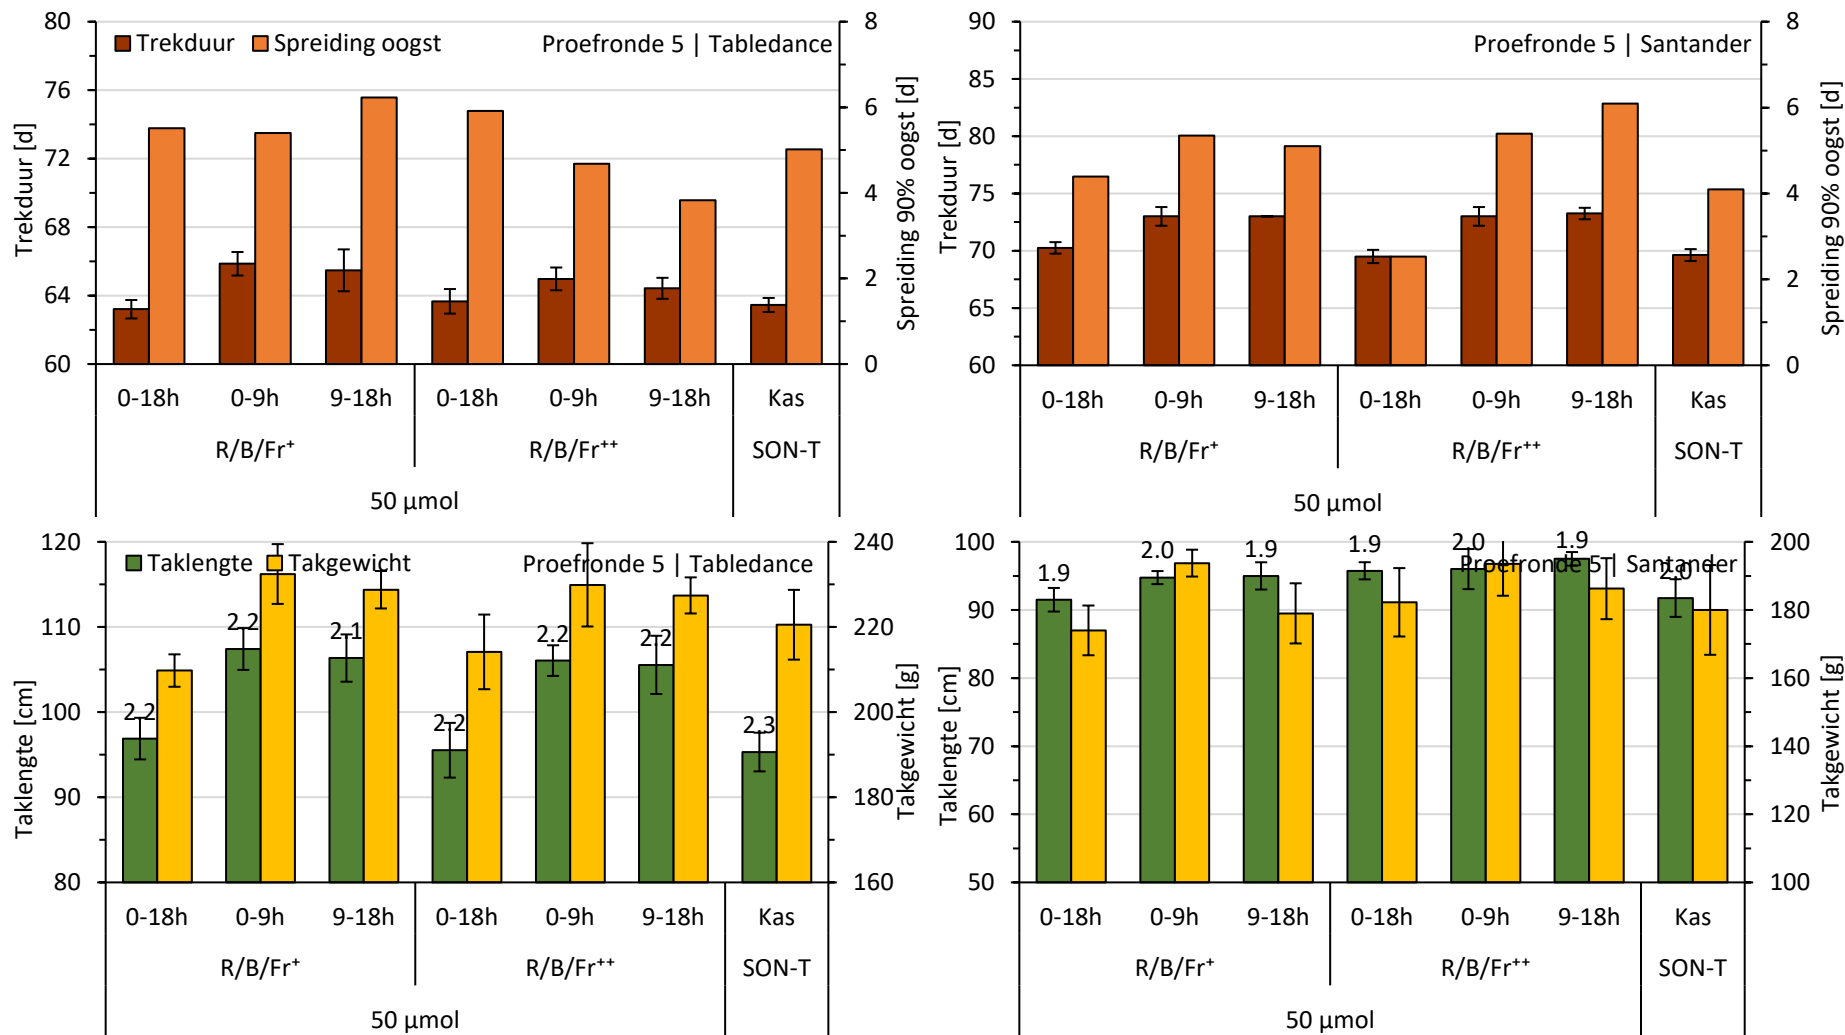 Trekduur Spreiding oogst
Proefronde 5 | Tabledance
80
76
72
68
64
60
Trekduur [d]
8
6
4
2
0
Spreiding 90% oogst [d]
0-18h 0-9h 9-18h 0-18h 0-9h 9-18h Kas
R/B/Fr⁺ R/B/Fr⁺⁺ SON-T
50 µmol
Proefronde 5 | Santander
90
85
80
75
70
65
60
Trekduur [d]
8
6
4
2
0
Spreiding 90% oogst [d]
0-18h 0-9h 9-18h 0-18h 0-9h 9-18h Kas
R/B/Fr⁺ R/B/Fr⁺⁺ SON-T
50 µmol
Taklengte Takgewicht
Proefronde 5 | Tabledance
120
110
100
90
80
Taklengte [cm]
2.2 2.2 2.1 2.2 2.2 2.2 2.3
240
220
200
180
160
Takgewicht [g]
0-18h 0-9h 9-18h 0-18h 0-9h 9-18h Kas
R/B/Fr⁺ R/B/Fr⁺⁺ SON-T
50 µmol
Proefronde 5 | Santander
100
90
80
70
60
50
Taklengte [cm]
1.9 2.0 1.9 1.9 2.0 1.9 2.0
200
180
160
140
120
100
Takgewicht [g]
0-18h 0-9h 9-18h 0-18h 0-9h 9-18h Kas
R/B/Fr⁺ R/B/Fr⁺⁺ SON-T
50 µmol